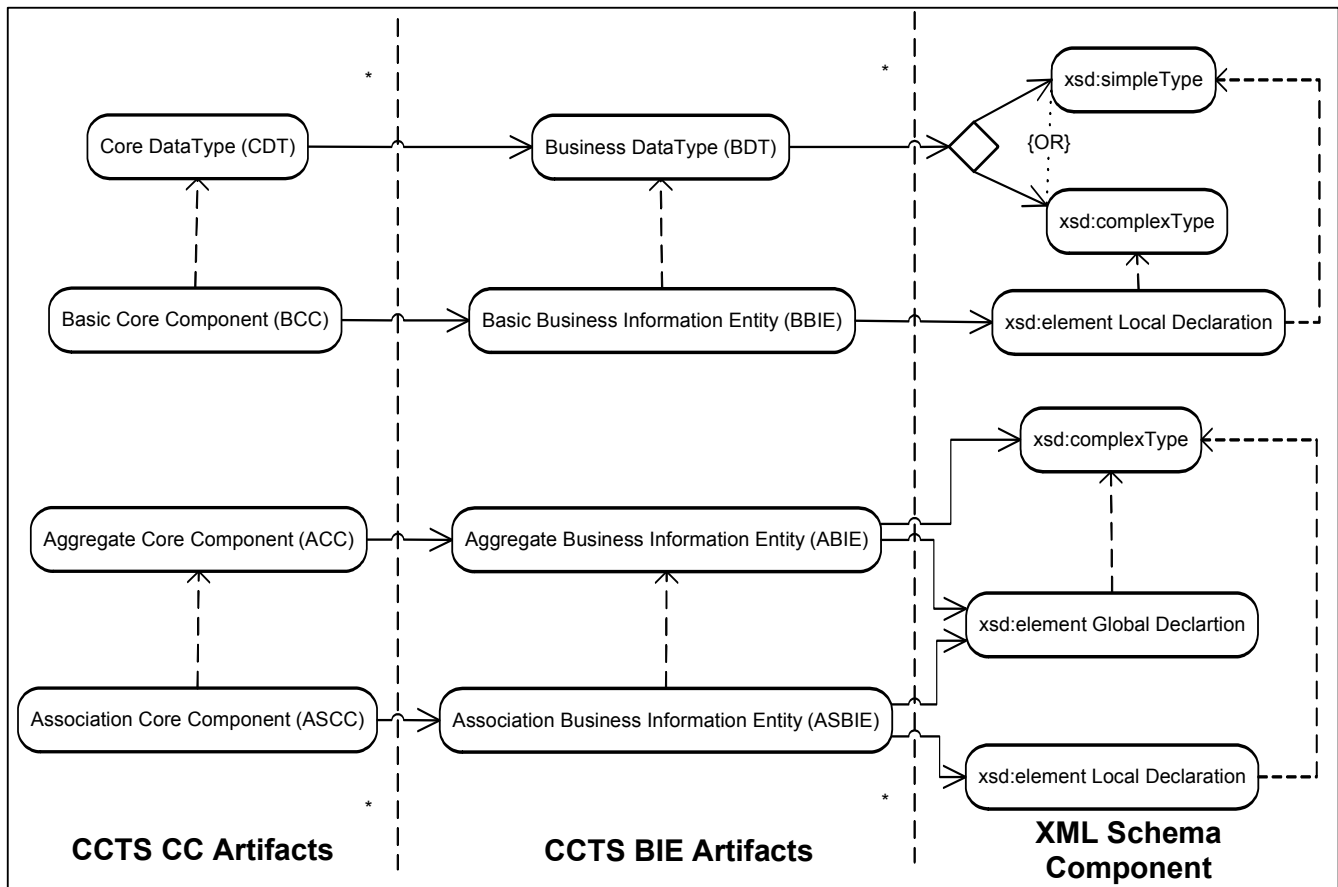 *
*
xsd:simpleType
Core DataType (CDT)
Business DataType (BDT)
{OR}
xsd:complexType
Basic Core Component (BCC)
Basic Business Information Entity (BBIE)
xsd:element Local Declaration
xsd:complexType
Aggregate Core Component (ACC)
Aggregate Business Information Entity (ABIE)
xsd:element Global Declartion
Association Core Component (ASCC)
Association Business Information Entity (ASBIE)
xsd:element Local Declaration
*
*
CCTS CC Artifacts
CCTS BIE Artifacts
XML Schema
Component